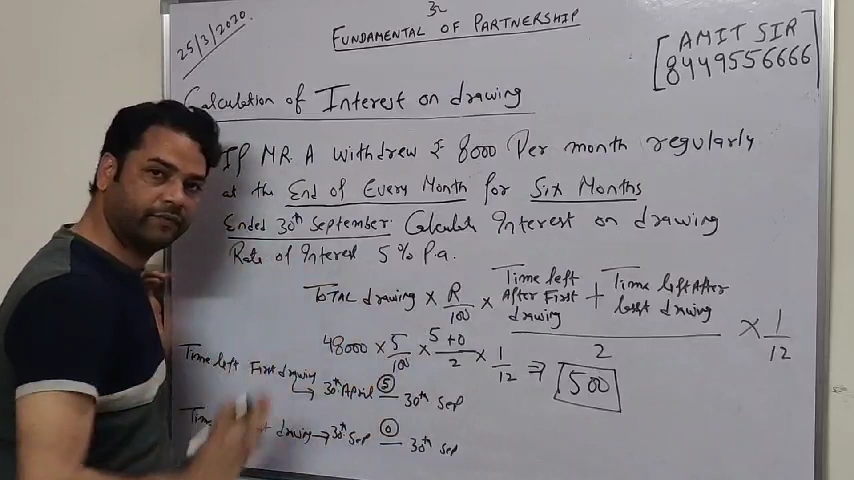 25/3/2020.
FUNDAMENTAL OF PARTNERSHIP
[AMIT SIR
8449556666]
Calculation of Interest on drawing
If MR. A withdrew ₹ 8000 Per month regularly
at the End of Every Month for Six Months
Ended 30th September. Calculate Interest on drawing
Rate of Interest 5% P.a.
Total drawing × R/100 × (Time left After First drawing + Time left After last drawing)/2 × 1/12
48000 × 5/100 × (5+0)/2 × 1/12 ⇒ 500
Time left First drawing
↳ 30th April —⑤— 30th Sep
Time drawing → 30th Sep —⓪— 30th Sep